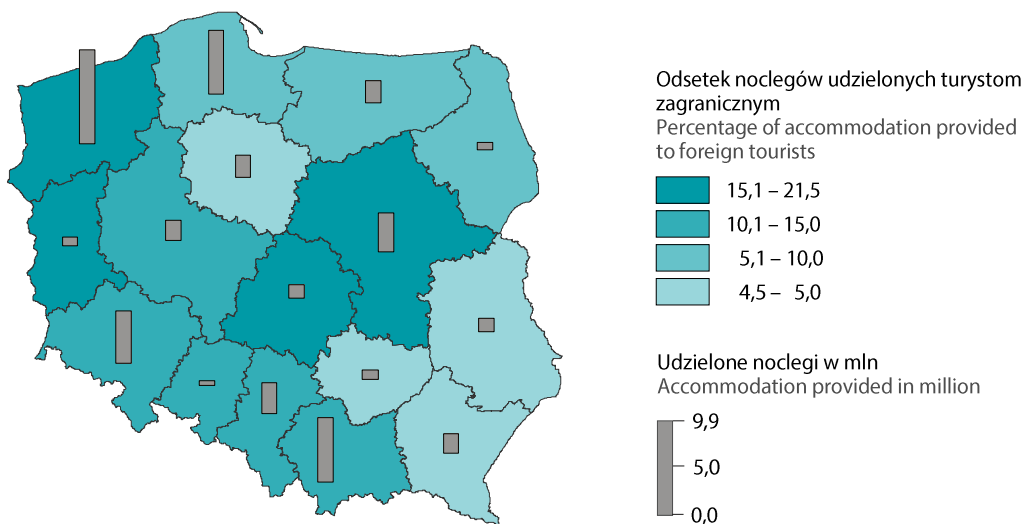 Odsetek noclegów udzielonych turystom
zagranicznym
Percentage of accommodation provided
to foreign tourists
15,1 – 21,5
10,1 – 15,0
5,1 – 10,0
4,5 – 5,0
Udzielone noclegi w mln
Accommodation provided in million
9,9
5,0
0,0